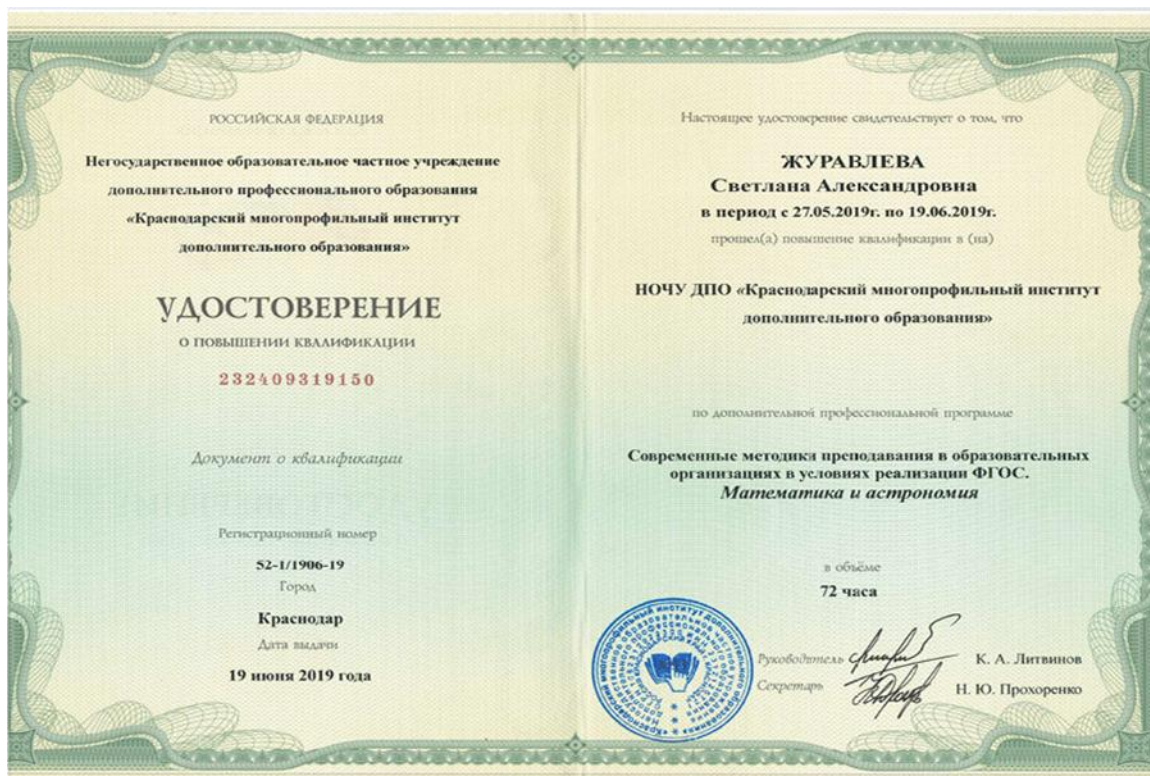 РОССИЙСКАЯ ФЕДЕРАЦИЯ
Негосударственное образовательное частное учреждение
дополнительного профессионального образования
«Краснодарский многопрофильный институт
дополнительного образования»
УДОСТОВЕРЕНИЕ
О ПОВЫШЕНИИ КВАЛИФИКАЦИИ
232409319150
Документ о квалификации
Регистрационный номер
52-1/1906-19
Город
Краснодар
Дата выдачи
19 июня 2019 года
Настоящее удостоверение свидетельствует о том, что
ЖУРАВЛЕВА
Светлана Александровна
в период с 27.05.2019г. по 19.06.2019г.
прошел(а) повышение квалификации в (на)
НОЧУ ДПО «Краснодарский многопрофильный институт
дополнительного образования»
по дополнительной профессиональной программе
Современные методики преподавания в образовательных
организациях в условиях реализации ФГОС.
Математика и астрономия
в объёме
72 часа
Руководитель К. А. Литвинов
Секретарь Н. Ю. Прохоренко